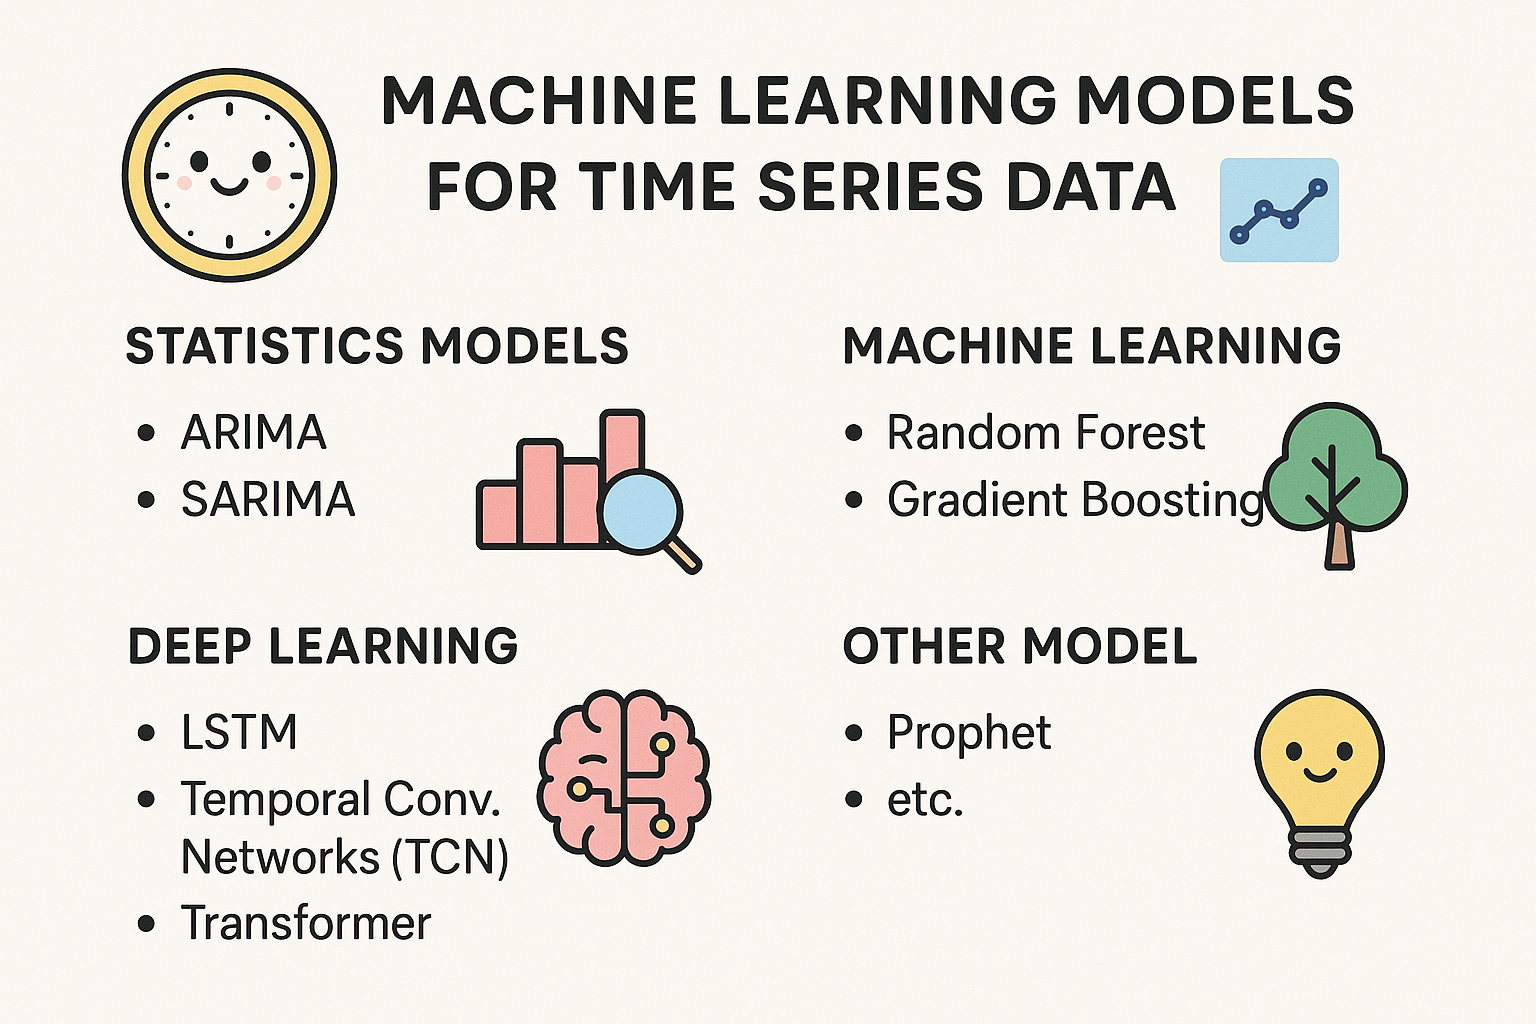 MACHINE LEARNING MODELS
FOR TIME SERIES DATA
STATISTICS MODELS
• ARIMA
• SARIMA
MACHINE LEARNING
• Random Forest
• Gradient Boosting
DEEP LEARNING
• LSTM
• Temporal Conv.
Networks (TCN)
• Transformer
OTHER MODEL
• Prophet
• etc.